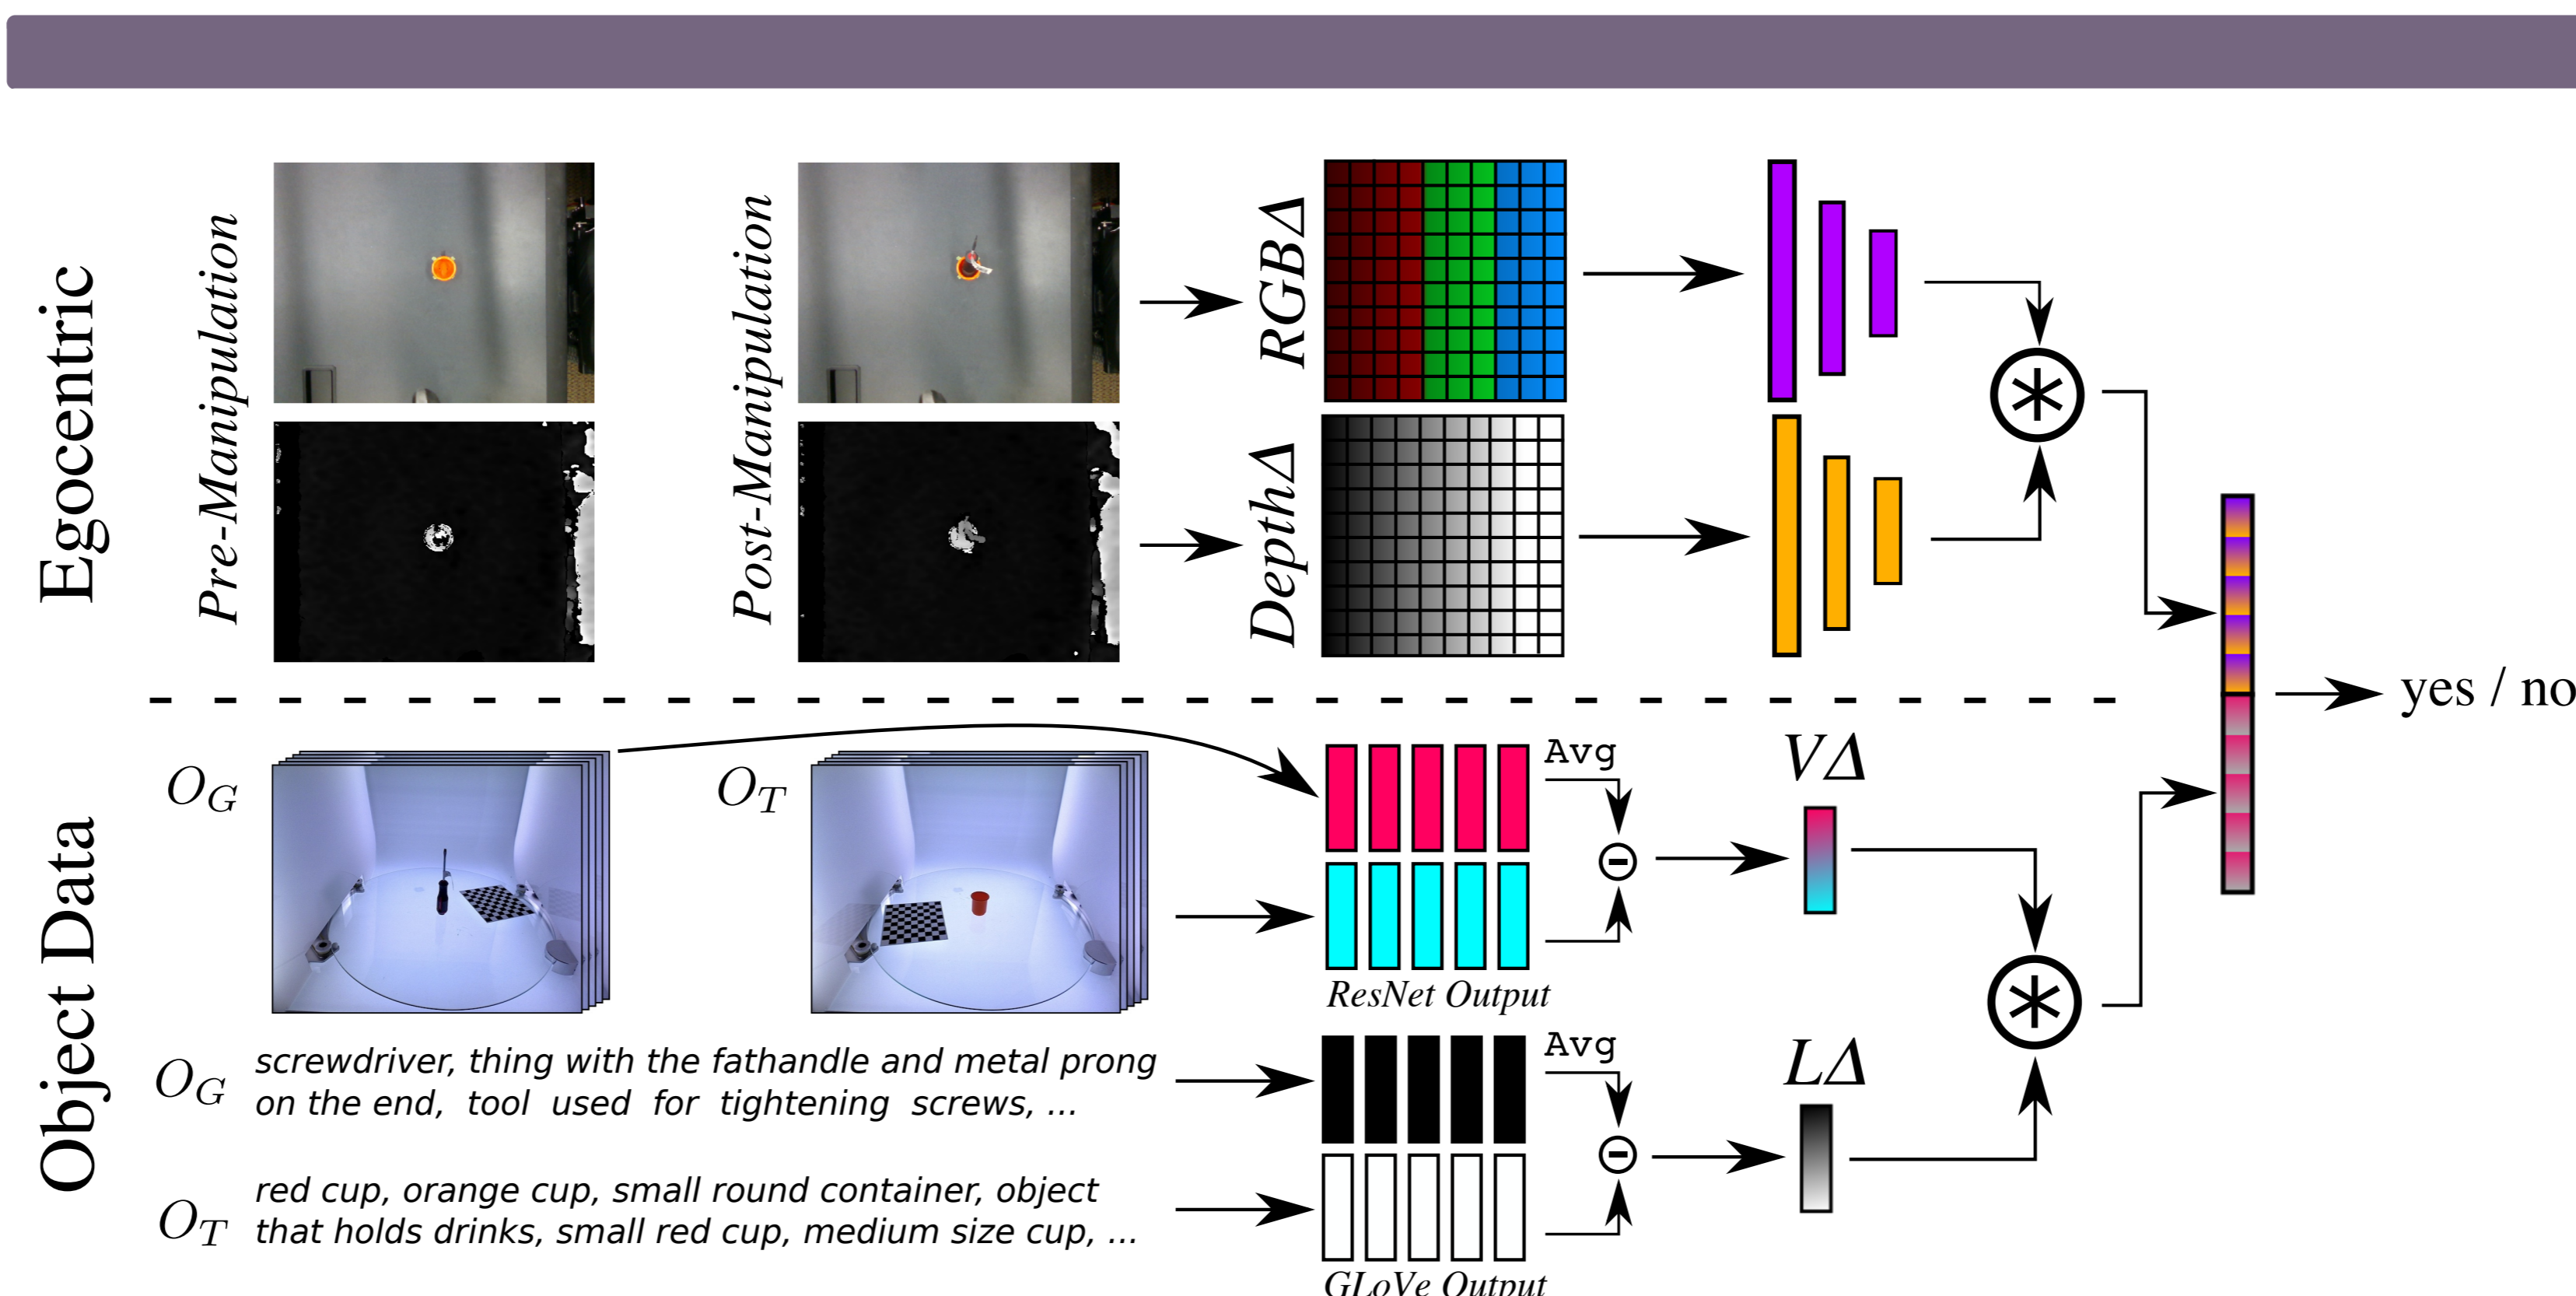 Egocentric
Pre-Manipulation
Post-Manipulation
RGBΔ
DepthΔ
yes / no
Object Data
O_G
O_T
Avg
VΔ
ResNet Output
O_G
screwdriver, thing with the fathandle and metal prong
on the end, tool used for tightening screws, ...
Avg
LΔ
O_T
red cup, orange cup, small round container, object
that holds drinks, small red cup, medium size cup, ...
GLoVe Output